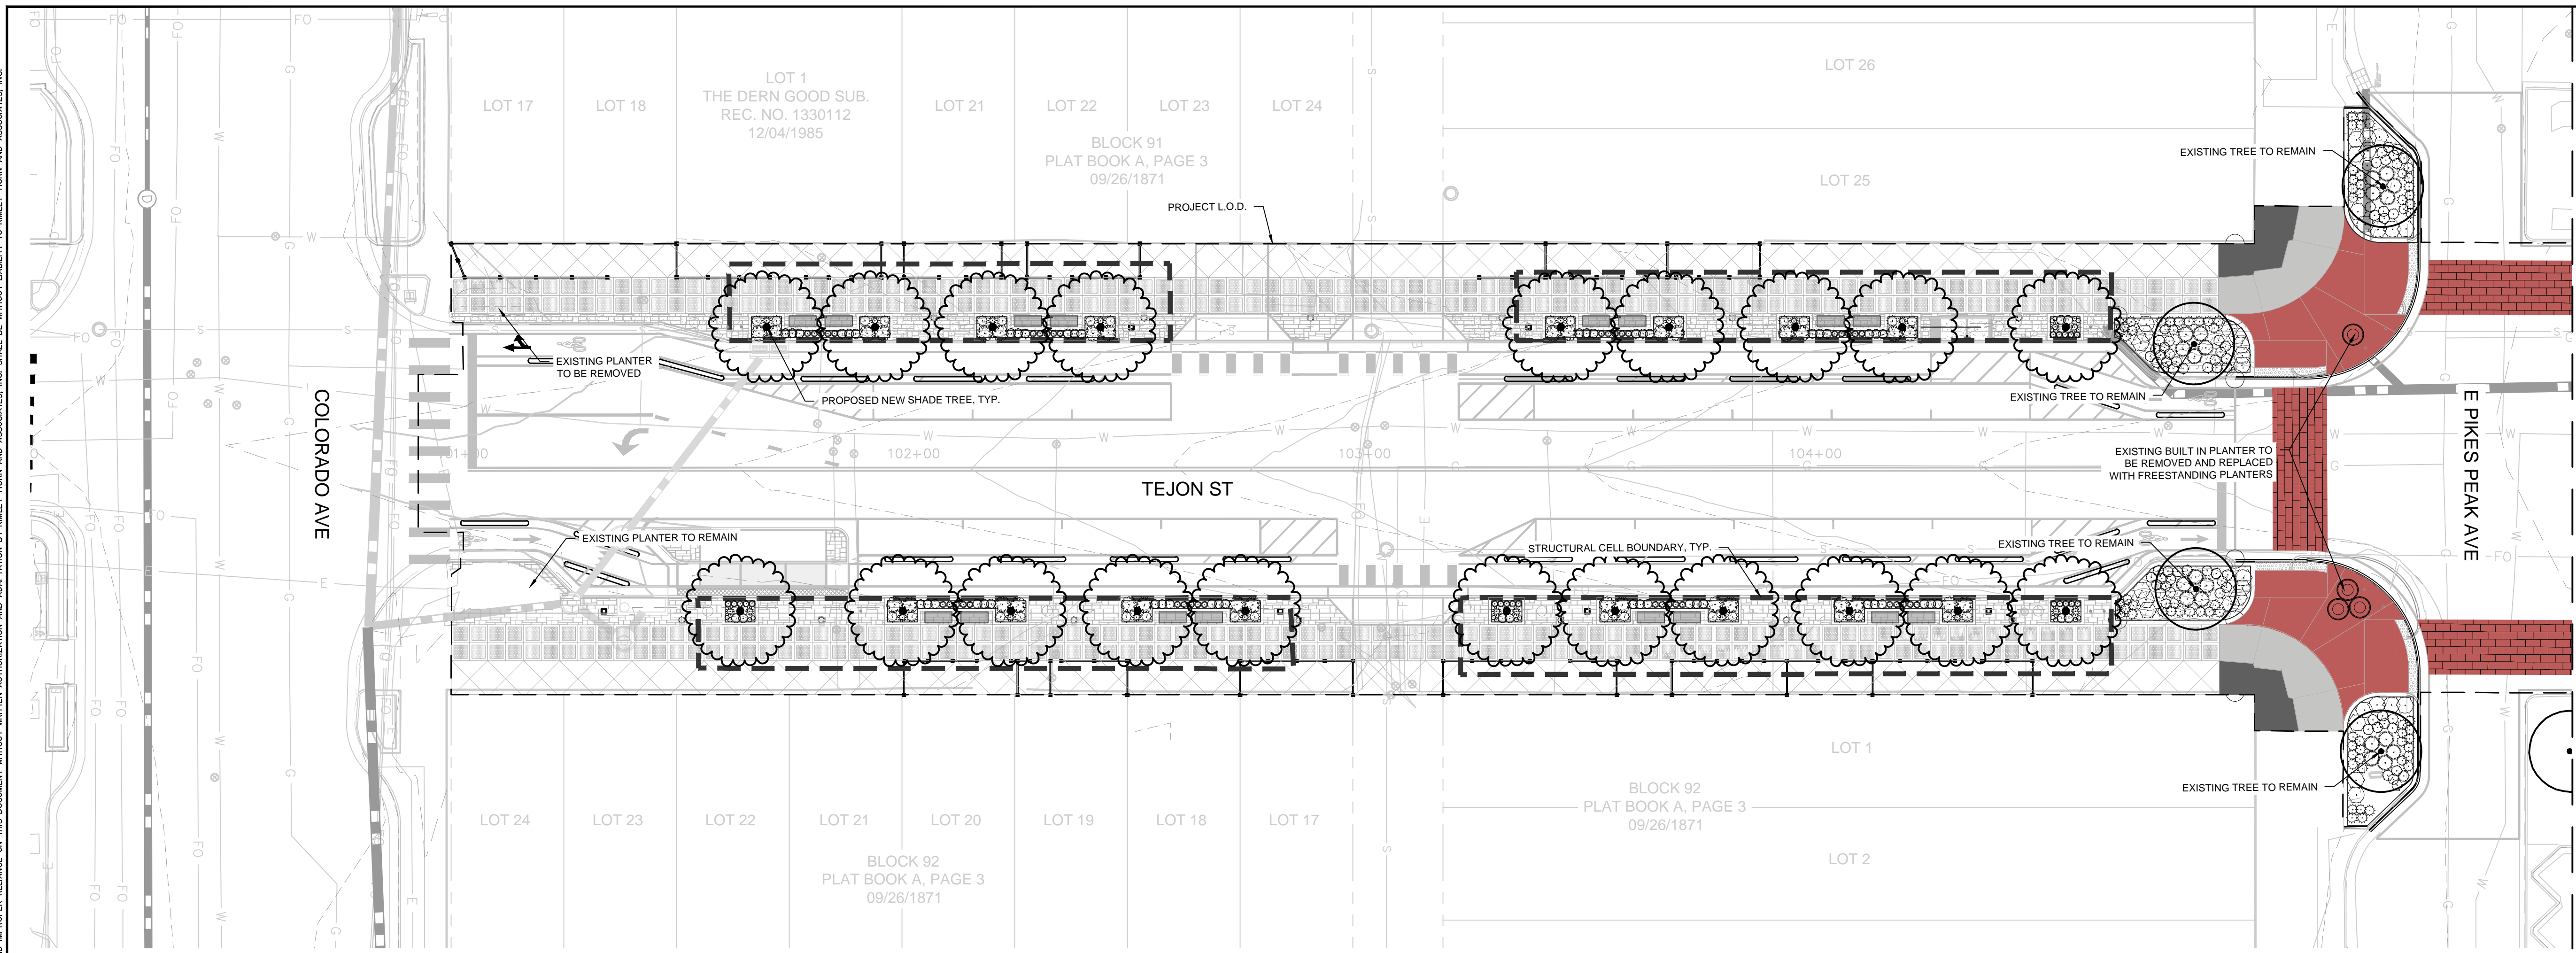 LOT 17
LOT 18
LOT 1
THE DERN GOOD SUB.
REC. NO. 1330112
12/04/1985
LOT 21
LOT 22
LOT 23
LOT 24
BLOCK 91
PLAT BOOK A, PAGE 3
09/26/1871
LOT 26
LOT 25
EXISTING TREE TO REMAIN
PROJECT L.O.D.
EXISTING PLANTER
TO BE REMOVED
PROPOSED NEW SHADE TREE, TYP.
EXISTING TREE TO REMAIN
COLORADO AVE
101+00
102+00
103+00
104+00
TEJON ST
EXISTING BUILT IN PLANTER TO
BE REMOVED AND REPLACED
WITH FREESTANDING PLANTERS
E PIKES PEAK AVE
EXISTING PLANTER TO REMAIN
STRUCTURAL CELL BOUNDARY, TYP.
EXISTING TREE TO REMAIN
LOT 24
LOT 23
LOT 22
LOT 21
LOT 20
LOT 19
LOT 18
LOT 17
BLOCK 92
PLAT BOOK A, PAGE 3
09/26/1871
LOT 1
BLOCK 92
PLAT BOOK A, PAGE 3
09/26/1871
LOT 2
EXISTING TREE TO REMAIN